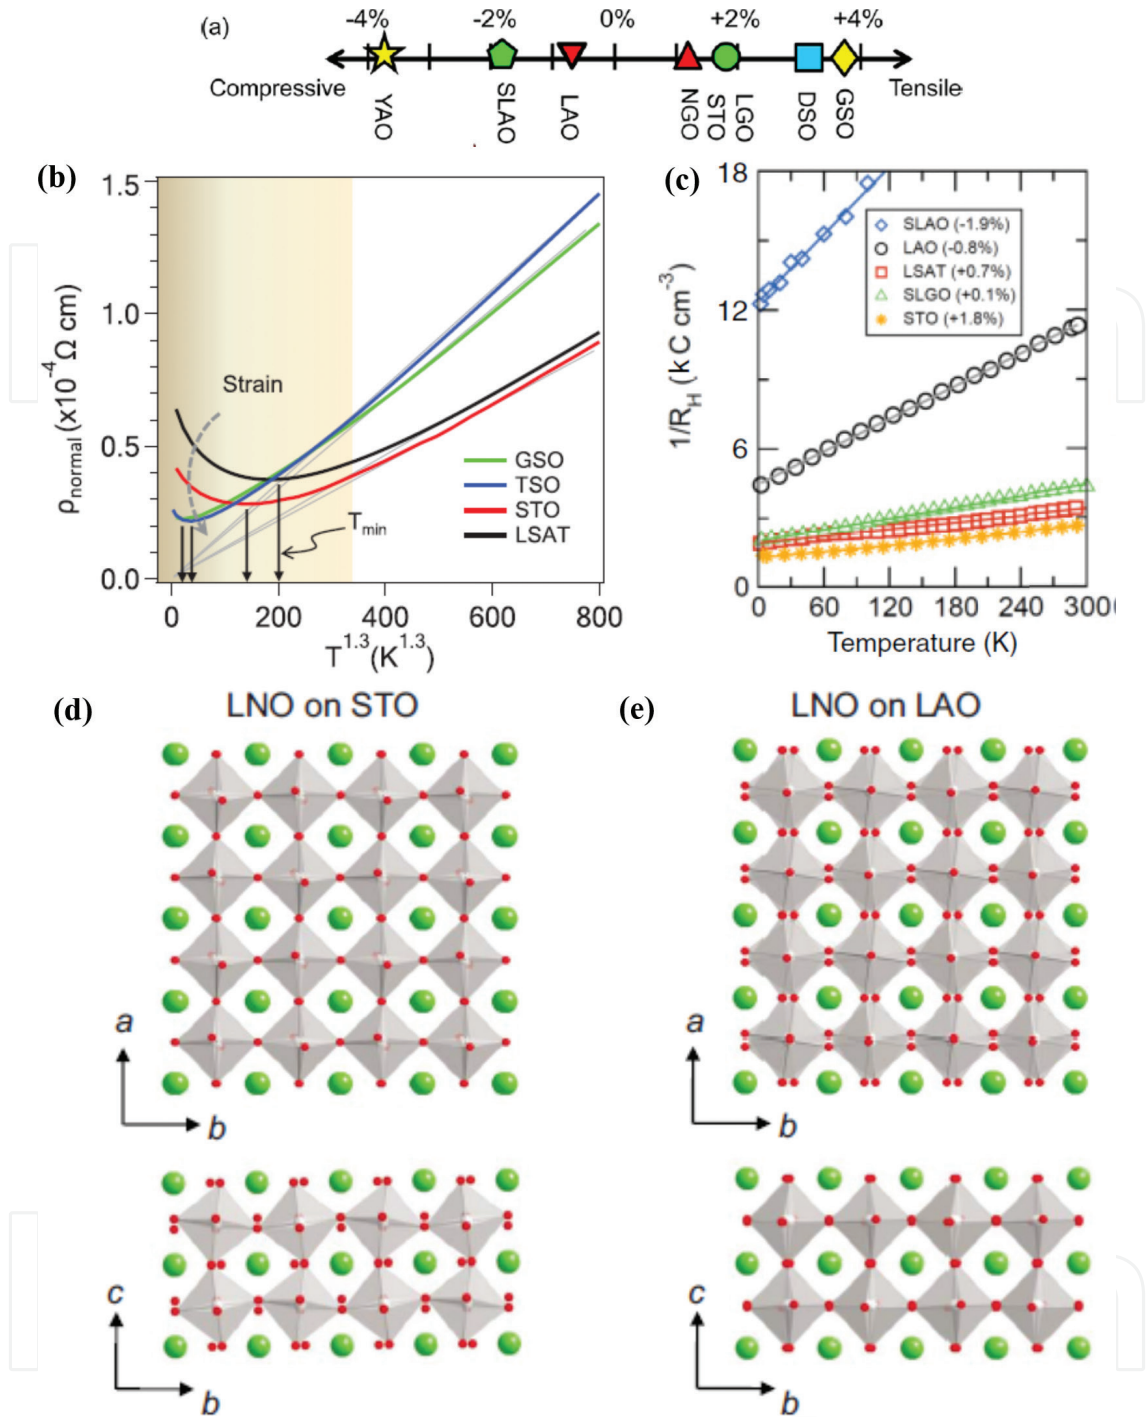 (a)
-4% -2% 0% +2% +4%
Compressive
Tensile
YAO
SLAO
LAO
NGO
STO
LGO
DSO
GSO
(b)
1.5
1.0
0.5
0.0
ρnormal (x10⁻⁴ Ω cm)
Strain
GSO
TSO
STO
LSAT
Tmin
0 200 400 600 800
T^1.3(K^1.3)
(c)
18
12
6
0
1/RH (kC cm⁻³)
SLAO (-1.9%)
LAO (-0.8%)
LSAT (+0.7%)
SLGO (+0.1%)
STO (+1.8%)
0 60 120 180 240 300
Temperature (K)
(d)
LNO on STO
a
b
c
b
(e)
LNO on LAO
a
b
c
b